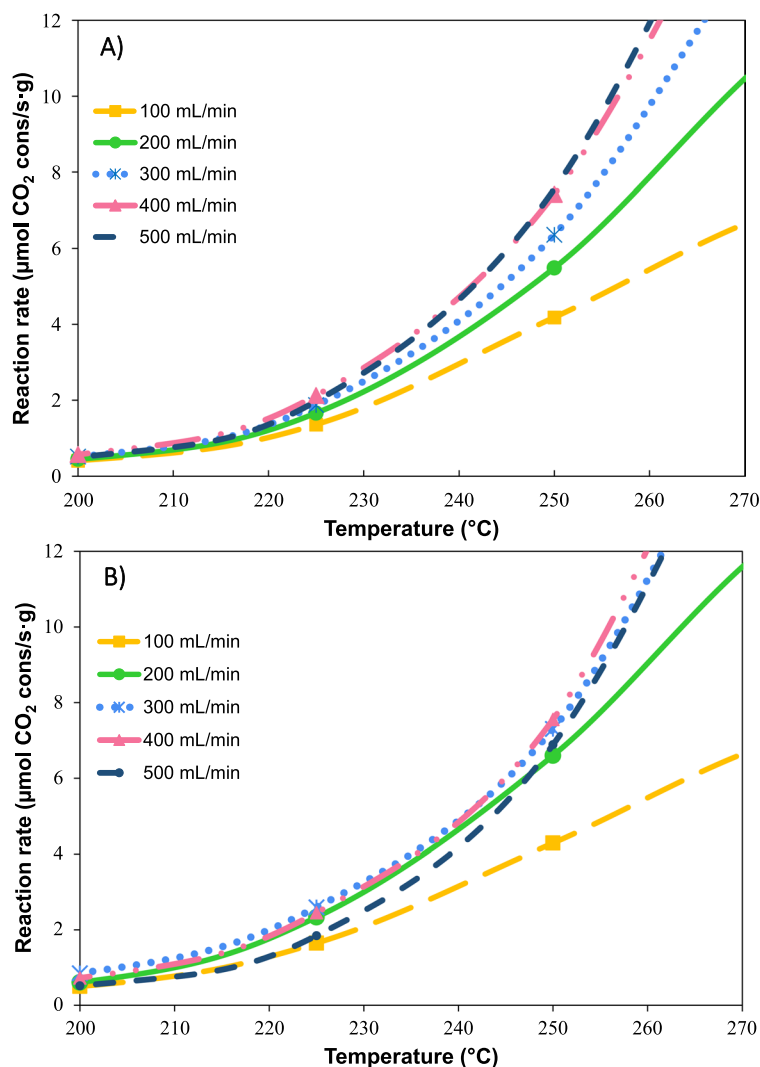 A)
12
10
8
6
4
2
0
Reaction rate (µmol CO₂ cons/s·g)
100 mL/min
200 mL/min
300 mL/min
400 mL/min
500 mL/min
200 210 220 230 240 250 260 270
Temperature (°C)
B)
12
10
8
6
4
2
0
Reaction rate (µmol CO₂ cons/s·g)
100 mL/min
200 mL/min
300 mL/min
400 mL/min
500 mL/min
200 210 220 230 240 250 260 270
Temperature (°C)